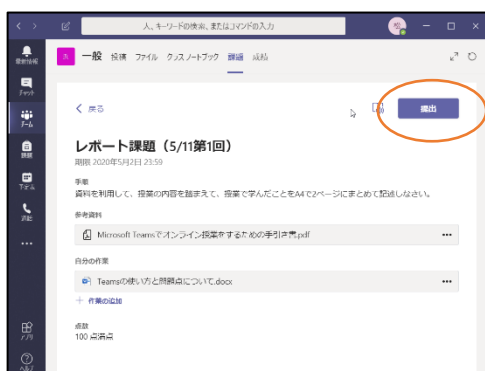 人、キーワードの検索、またはコマンドの入力
松
最新情報
一般 投稿 ファイル クラス ノートブック 課題 成績
チャット
戻る
提出
チーム
レポート課題（5/11第1回）
課題
期限 2020年5月2日 23:59
手順
予定表
資料を利用して、授業の内容を踏まえて、授業で学んだことをA4で2ページにまとめて記述しなさい。
通話
参考資料
Microsoft Teamsでオンライン授業をするための手引き書.pdf
自分の作業
Teamsの使い方と問題点について.docx
作業の追加
点数
100 点満点
アプリ
ヘルプ